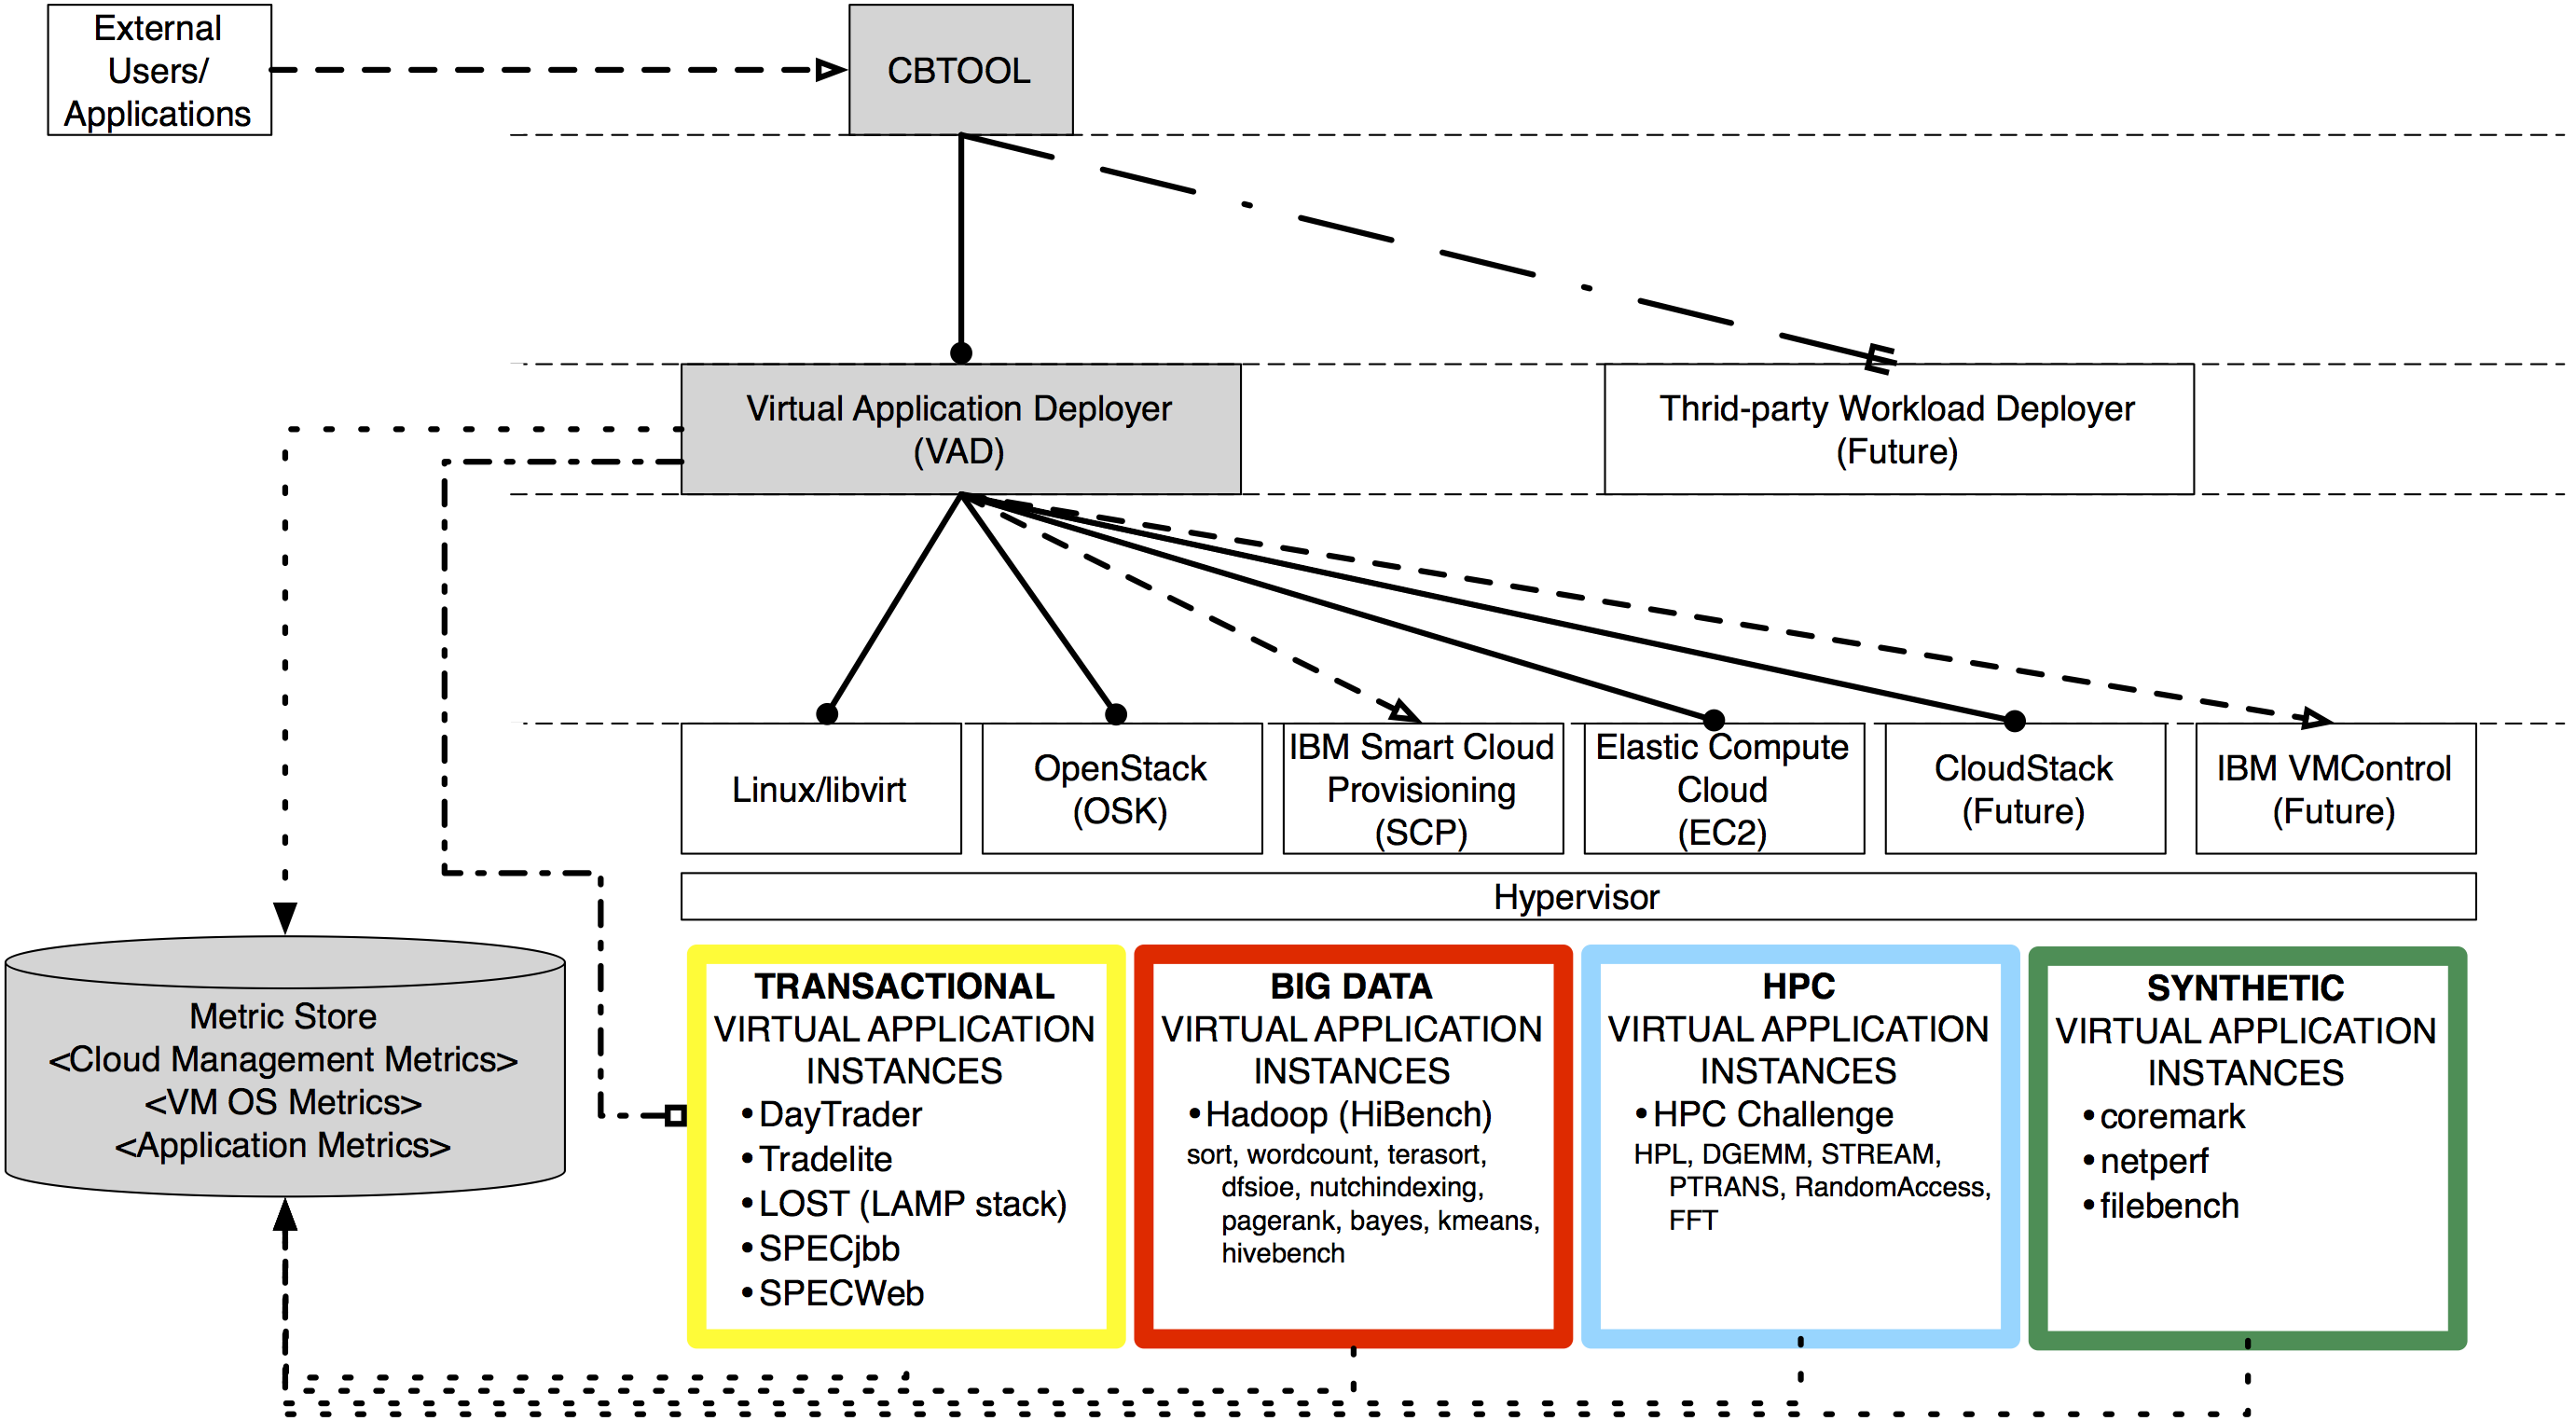 External
Users/
Applications
CBTOOL
Virtual Application Deployer
(VAD)
Thrid-party Workload Deployer
(Future)
Linux/libvirt
OpenStack
(OSK)
IBM Smart Cloud
Provisioning
(SCP)
Elastic Compute
Cloud
(EC2)
CloudStack
(Future)
IBM VMControl
(Future)
Hypervisor
Metric Store
<Cloud Management Metrics>
<VM OS Metrics>
<Application Metrics>
TRANSACTIONAL
VIRTUAL APPLICATION
INSTANCES
•DayTrader
•Tradelite
•LOST (LAMP stack)
•SPECjbb
•SPECWeb
BIG DATA
VIRTUAL APPLICATION
INSTANCES
•Hadoop (HiBench)
sort, wordcount, terasort,
dfsioe, nutchindexing,
pagerank, bayes, kmeans,
hivebench
HPC
VIRTUAL APPLICATION
INSTANCES
•HPC Challenge
HPL, DGEMM, STREAM,
PTRANS, RandomAccess,
FFT
SYNTHETIC
VIRTUAL APPLICATION
INSTANCES
•coremark
•netperf
•filebench